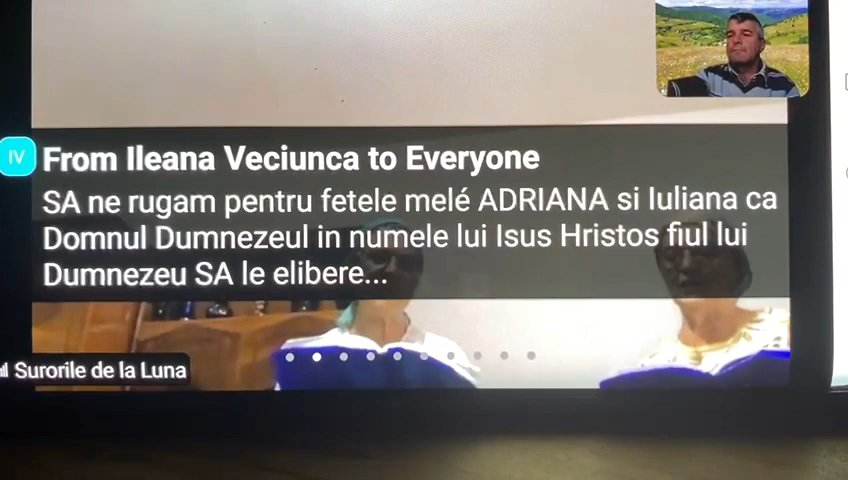 IV
From Ileana Veciunca to Everyone
SA ne rugam pentru fetele melé ADRIANA si Iuliana ca
Domnul Dumnezeul in numele lui Isus Hristos fiul lui
Dumnezeu SA le elibere...
Surorile de la Luna